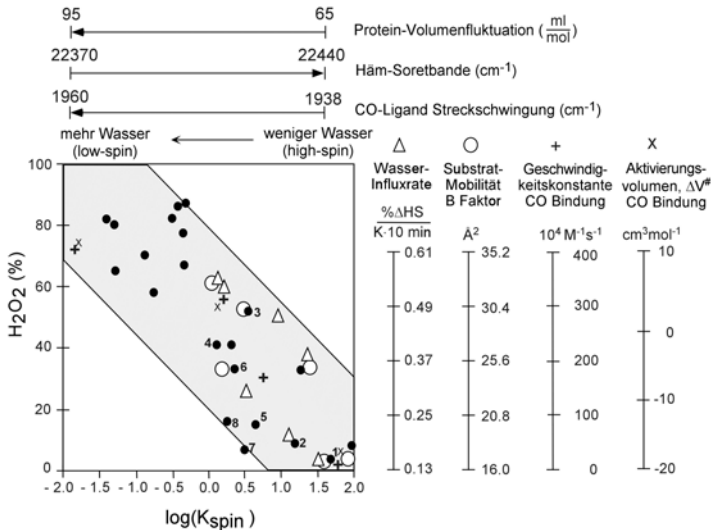 95 65
Protein-Volumenfluktuation (ml/mol)
22370 22440
Häm-Soretbande (cm-1)
1960 1938
CO-Ligand Streckschwingung (cm-1)
mehr Wasser weniger Wasser
(low-spin) (high-spin)
Wasser-
Influxrate
%ΔHS
K·10 min
Substrat-
Mobilität
B Faktor
Å2
Geschwindig-
keitskonstante
CO Bindung
104 M-1s-1
Aktivierungs-
volumen, ΔV#
CO Bindung
cm3mol-1
0.61 35.2 400 10
0.49 30.4 300
0
0.37 25.6 200
0.25 20.8 100 -10
0.13 16.0 0 -20
H2O2 (%)
100
80
60
40
20
0
3
4
6
8
5
7
2
1
- 2.0 - 1.5 - 1.0 - 0.5 0.0 0.5 1.0 1.5 2.0
log(Kspin)